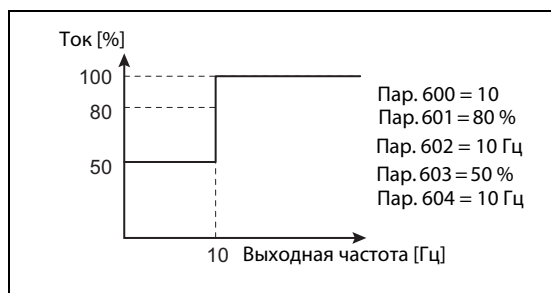 Ток [%]
100
80
50
10
Выходная частота [Гц]
Пар. 600 = 10
Пар. 601 = 80 %
Пар. 602 = 10 Гц
Пар. 603 = 50 %
Пар. 604 = 10 Гц